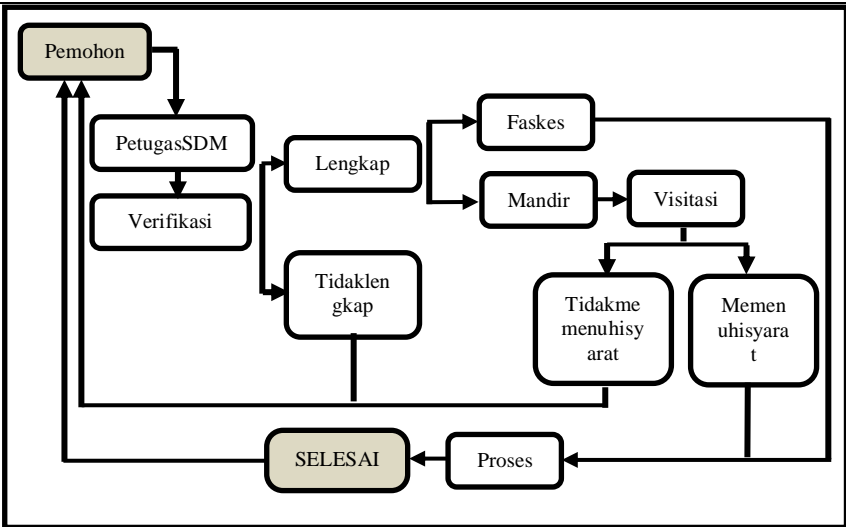 Pemohon
PetugasSDM
Verifikasi
Lengkap
Tidaklen
gkap
Faskes
Mandir
Visitasi
Tidakme
menuhisy
arat
Memen
uhisyara
t
SELESAI
Proses